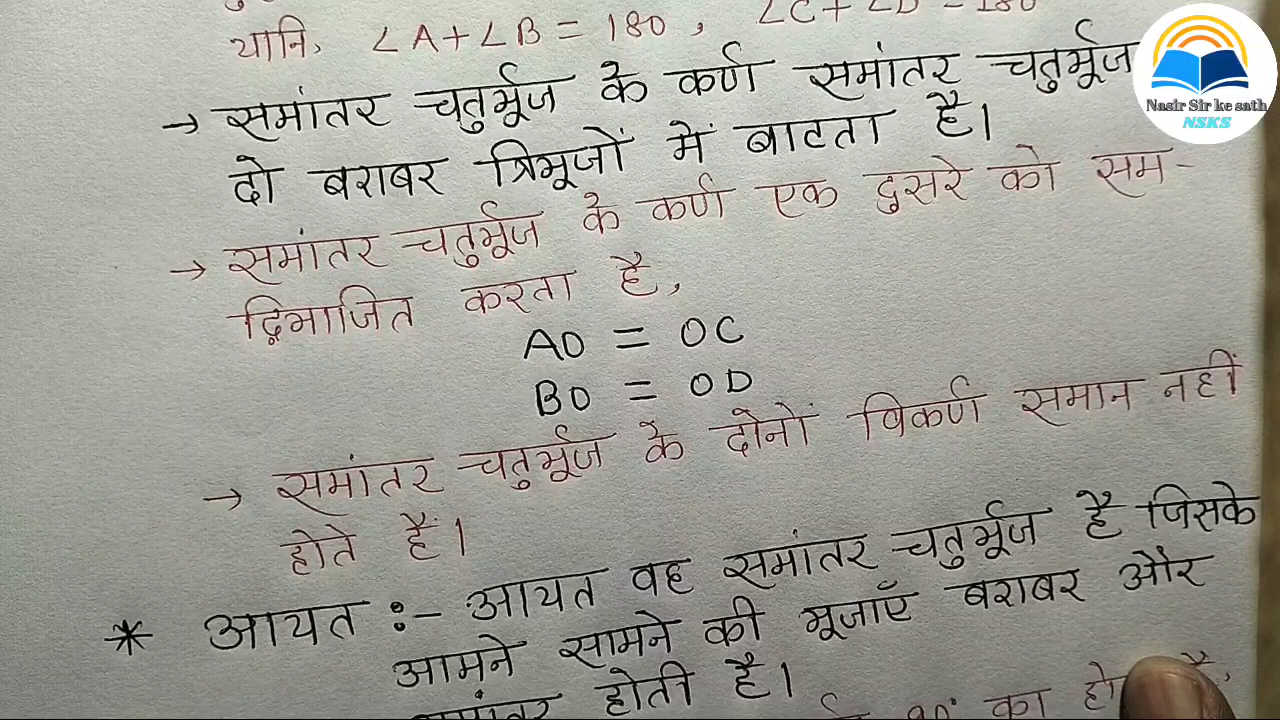 यानि, ∠A+∠B = 180, ∠C+∠D = 180
→ समांतर चतुर्भूज के कर्ण समांतर चतुर्भूज
दो बराबर त्रिभूजों में बाटता है।
→ समांतर चतुर्भूज के कर्ण एक दुसरे को सम-
द्विभाजित करता है,
AO = OC
BO = OD
→ समांतर चतुर्भूज के दोनों विकर्ण समान नहीं
होते हैं।
* आयत :- आयत वह समांतर चतुर्भूज है जिसके
आमने सामने की भूजाएँ बराबर और
होती है।
90° का
Nasir Sir ke sath
NSKS